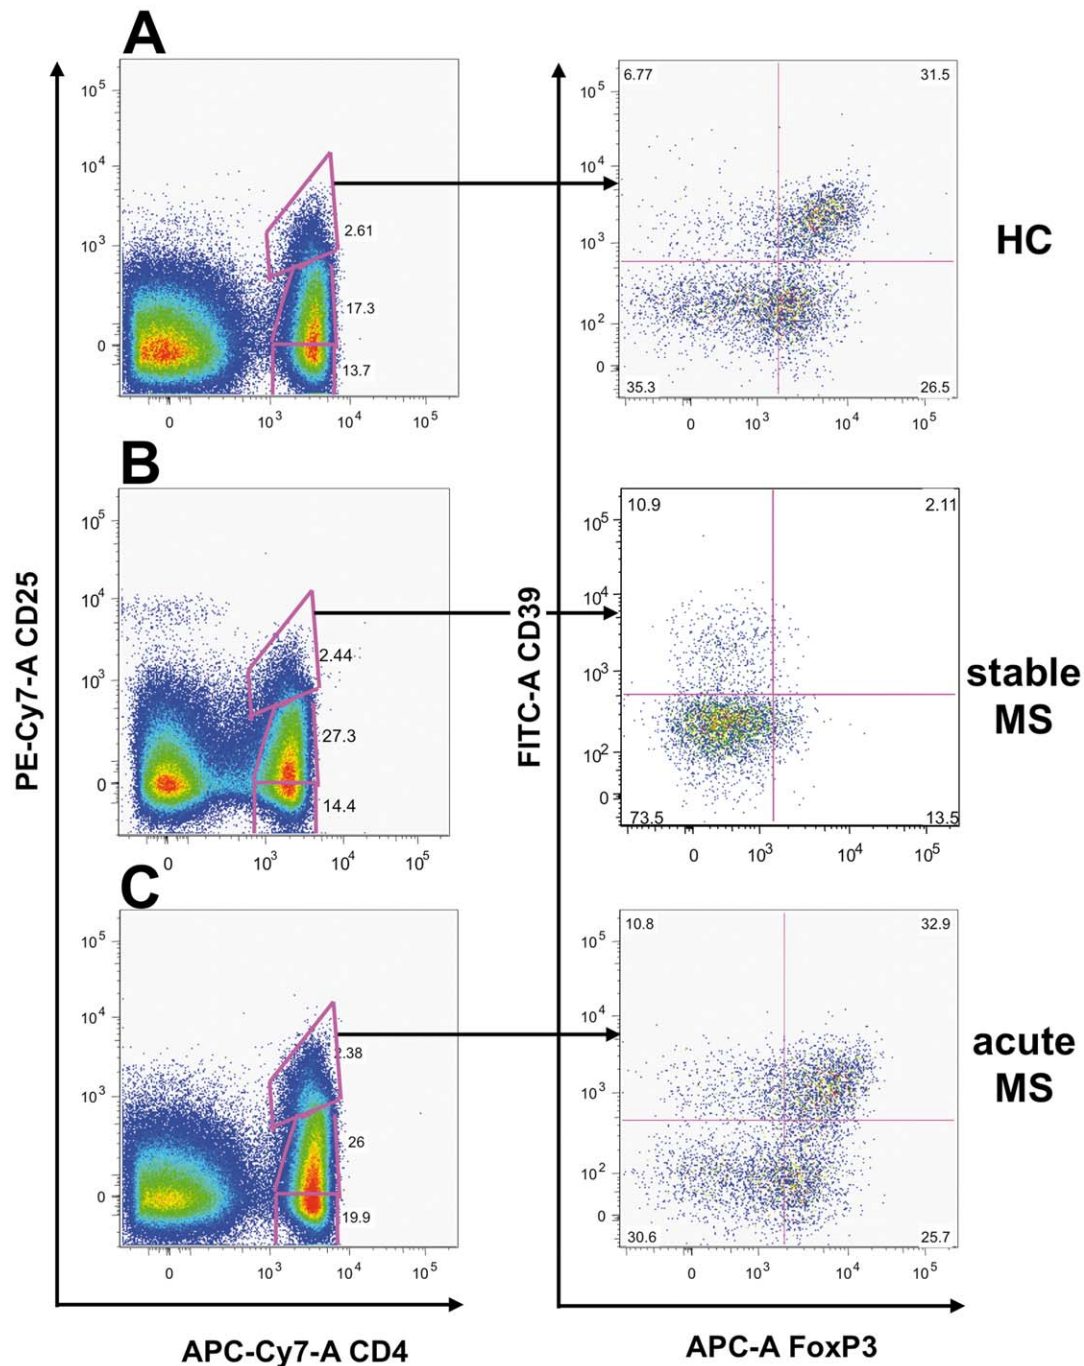 A
10^5
10^4
10^3
0
2.61
17.3
13.7
0 10^3 10^4 10^5
6.77 31.5
10^5
10^4
10^3
10^2
0
35.3 26.5
0 10^3 10^4 10^5
HC
B
10^5
10^4
10^3
0
2.44
27.3
14.4
0 10^3 10^4 10^5
10.9 2.11
10^5
10^4
10^3
10^2
0
73.5 13.5
0 10^3 10^4 10^5
stable
MS
PE-Cy7-A CD25
FITC-A CD39
C
10^5
10^4
10^3
0
2.38
26
19.9
0 10^3 10^4 10^5
10.8 32.9
10^5
10^4
10^3
10^2
0
30.6 25.7
0 10^3 10^4 10^5
acute
MS
APC-Cy7-A CD4
APC-A FoxP3